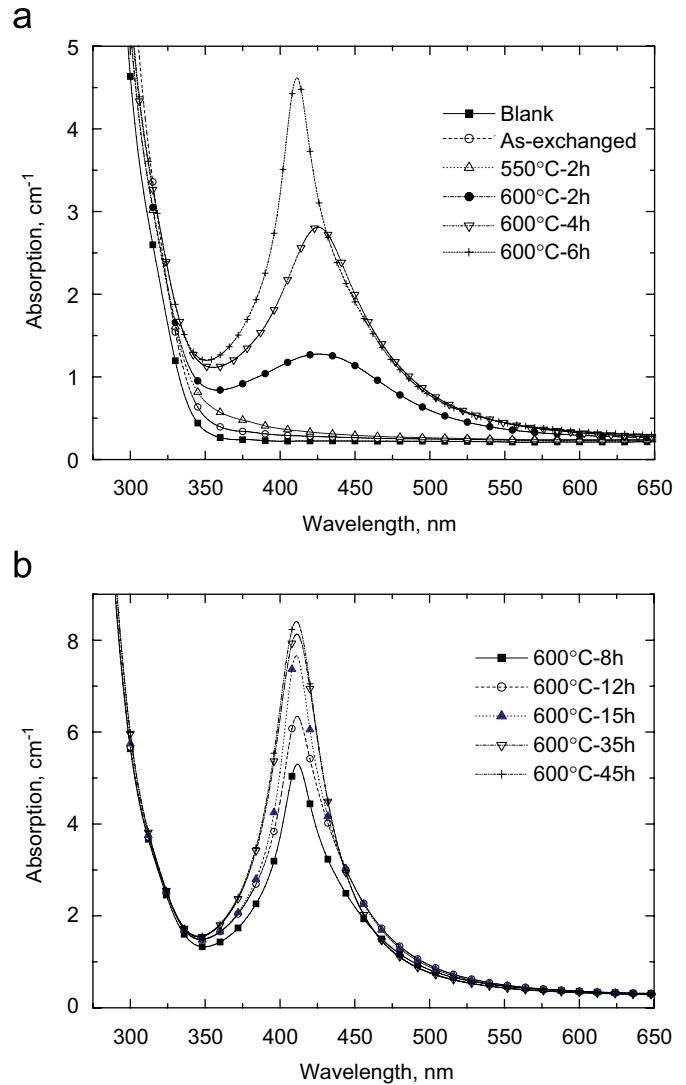 a
5
4
3
2
1
0
Absorption, cm⁻¹
Blank
As-exchanged
550°C-2h
600°C-2h
600°C-4h
600°C-6h
300 350 400 450 500 550 600 650
Wavelength, nm
b
8
6
4
2
0
Absorption, cm⁻¹
600°C-8h
600°C-12h
600°C-15h
600°C-35h
600°C-45h
300 350 400 450 500 550 600 650
Wavelength, nm